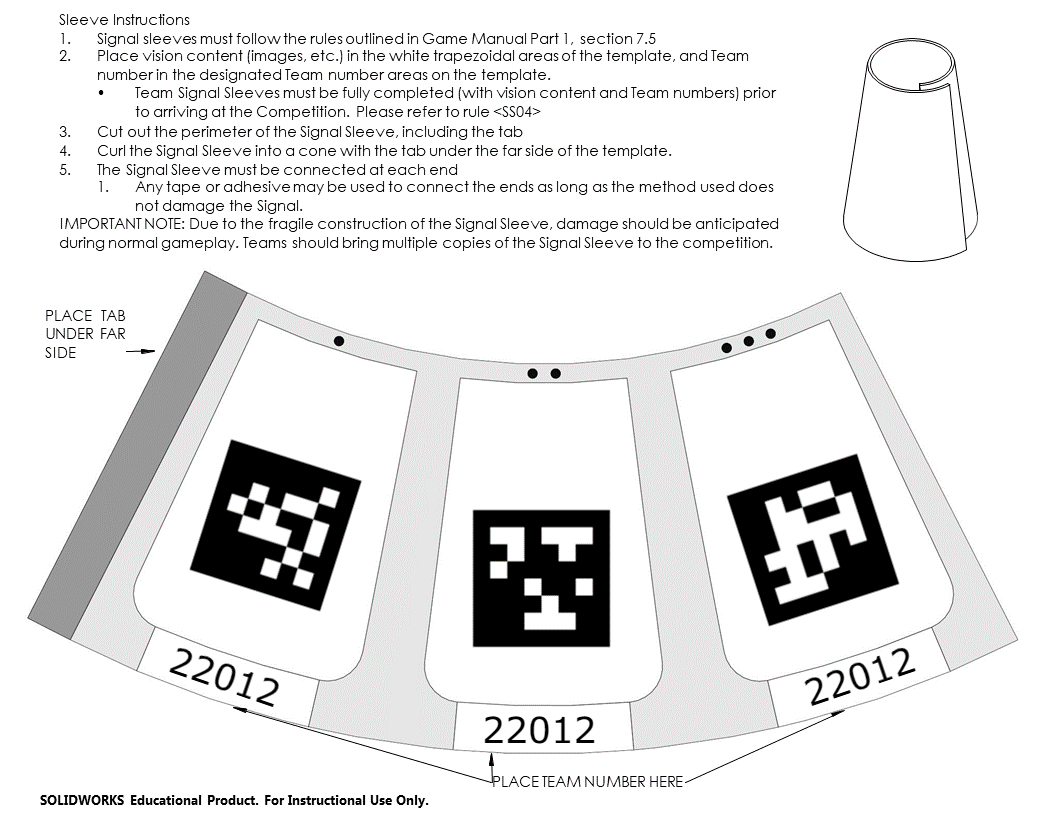 Sleeve Instructions
1. Signal sleeves must follow the rules outlined in Game Manual Part 1, section 7.5
2. Place vision content (images, etc.) in the white trapezoidal areas of the template, and Team
number in the designated Team number areas on the template.
• Team Signal Sleeves must be fully completed (with vision content and Team numbers) prior
to arriving at the Competition. Please refer to rule <SS04>
3. Cut out the perimeter of the Signal Sleeve, including the tab
4. Curl the Signal Sleeve into a cone with the tab under the far side of the template.
5. The Signal Sleeve must be connected at each end
1. Any tape or adhesive may be used to connect the ends as long as the method used does
not damage the Signal.
IMPORTANT NOTE: Due to the fragile construction of the Signal Sleeve, damage should be anticipated
during normal gameplay. Teams should bring multiple copies of the Signal Sleeve to the competition.
PLACE TAB
UNDER FAR
SIDE
22012
22012
22012
PLACE TEAM NUMBER HERE
SOLIDWORKS Educational Product. For Instructional Use Only.